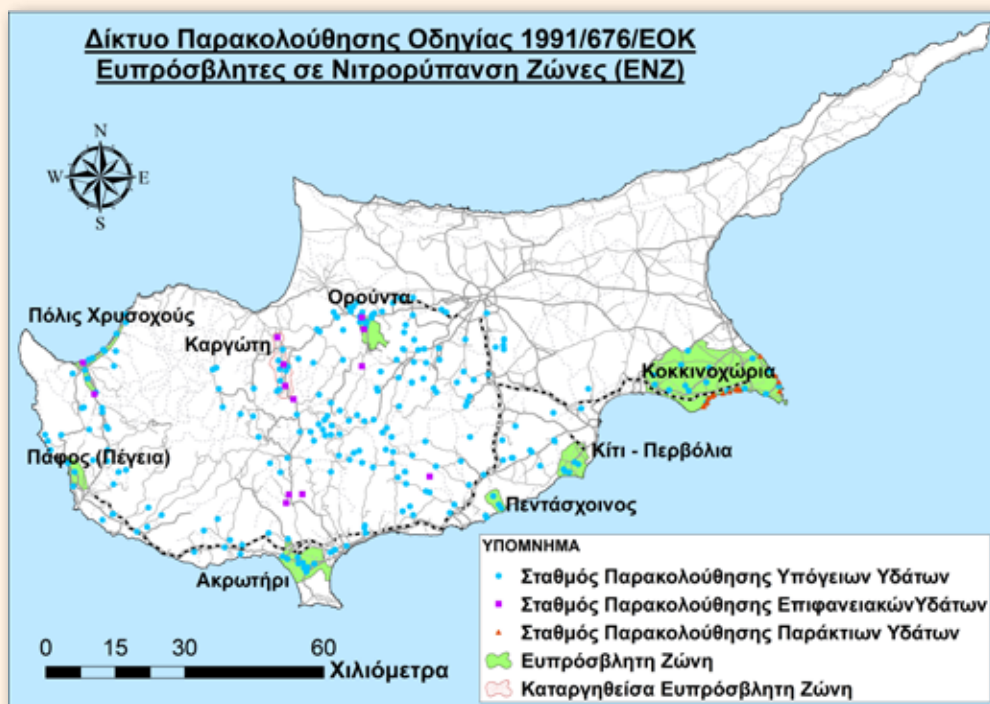 Δίκτυο Παρακολούθησης Οδηγίας 1991/676/ΕΟΚ
Ευπρόσβλητες σε Νιτρορύπανση Ζώνες (ΕΝΖ)
N
W E
S
Ορούντα
Πόλις Χρυσοχούς
Καργώτη
Κοκκινοχώρια
Πάφος (Πέγεια)
Κίτι - Περβόλια
Πεντάσχοινος
Ακρωτήρι
ΥΠΟΜΝΗΜΑ
Σταθμός Παρακολούθησης Υπόγειων Υδάτων
Σταθμός Παρακολούθησης ΕπιφανειακώνΥδάτων
Σταθμός Παρακολούθησης Παράκτιων Υδάτων
Ευπρόσβλητη Ζώνη
Καταργηθείσα Ευπρόσβλητη Ζώνη
0 15 30 60
Χιλιόμετρα